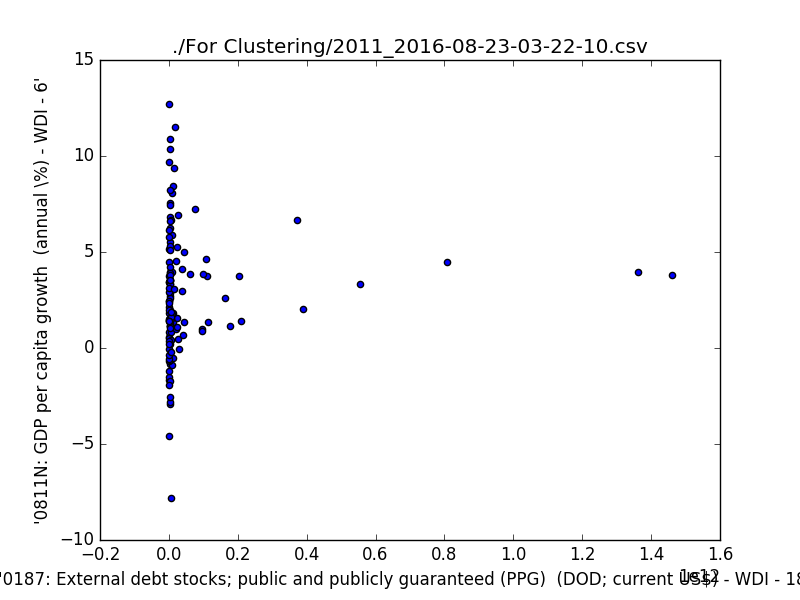 ./For Clustering/2011_2016-08-23-03-22-10.csv
15
10
5
0
−5
−10
'0811N: GDP per capita growth  (annual \%) - WDI - 6'
−0.2 0.0 0.2 0.4 0.6 0.8 1.0 1.2 1.4 1.6
1e12
'0187: External debt stocks; public and publicly guaranteed (PPG)  (DOD; current US$) - WDI - 18